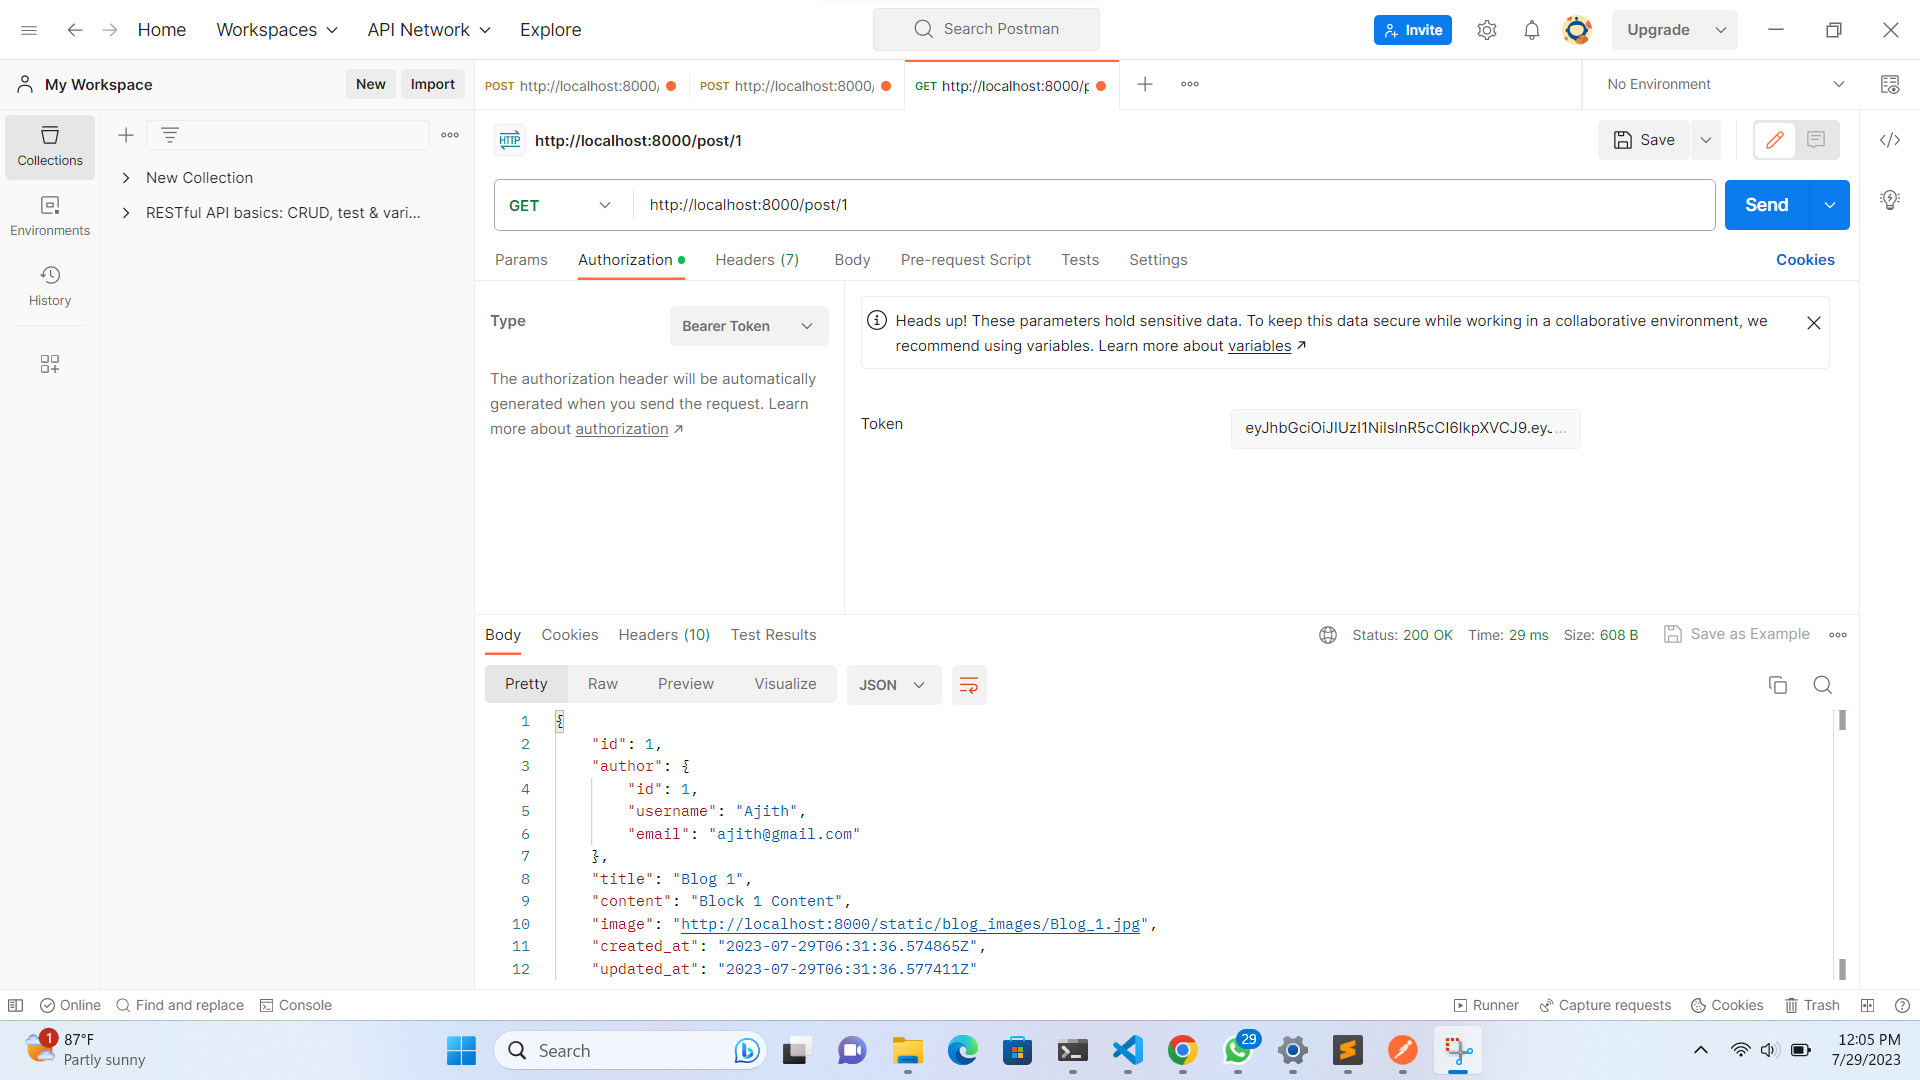 Home Workspaces API Network Explore Search Postman Invite Upgrade
My Workspace New Import POST http://localhost:8000/ POST http://localhost:8000/ GET http://localhost:8000/p No Environment
Collections
Environments
History
New Collection
RESTful API basics: CRUD, test & vari...
HTTP http://localhost:8000/post/1 Save
GET http://localhost:8000/post/1 Send
Params Authorization Headers (7) Body Pre-request Script Tests Settings Cookies
Type Bearer Token
The authorization header will be automatically
generated when you send the request. Learn
more about authorization ↗
Heads up! These parameters hold sensitive data. To keep this data secure while working in a collaborative environment, we
recommend using variables. Learn more about variables ↗
Token eyJhbGciOiJIUzI1NiIsInR5cCI6IkpXVCJ9.eyJ...
Body Cookies Headers (10) Test Results Status: 200 OK Time: 29 ms Size: 608 B Save as Example
Pretty Raw Preview Visualize JSON
1 {
2 "id": 1,
3 "author": {
4 "id": 1,
5 "username": "Ajith",
6 "email": "ajith@gmail.com"
7 },
8 "title": "Blog 1",
9 "content": "Block 1 Content",
10 "image": "http://localhost:8000/static/blog_images/Blog_1.jpg",
11 "created_at": "2023-07-29T06:31:36.574865Z",
12 "updated_at": "2023-07-29T06:31:36.577411Z"
Online Find and replace Console Runner Capture requests Cookies Trash
1 87°F
Partly sunny
Search
29
12:05 PM
7/29/2023